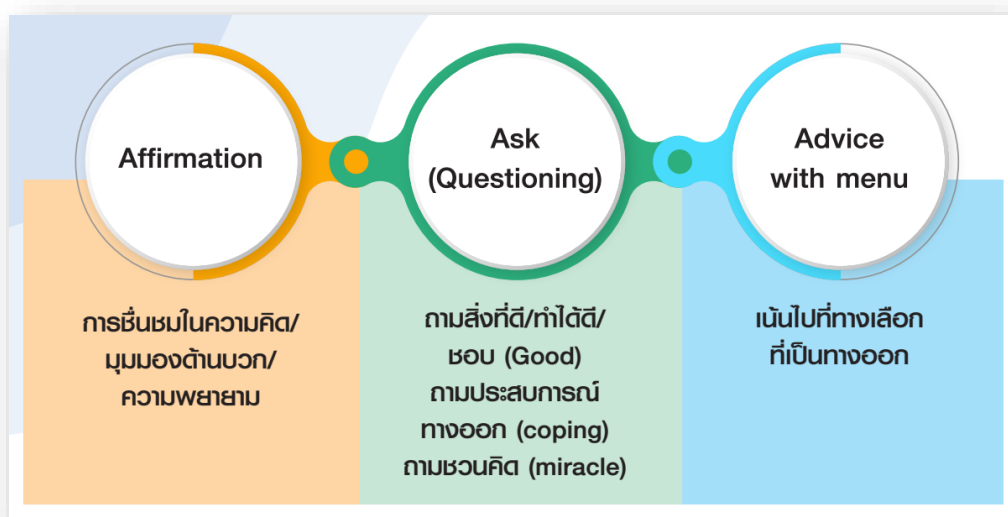 Affirmation
การชื่นชมในความคิด/
มุมมองด้านบวก/
ความพยายาม
Ask
(Questioning)
ถามสิ่งที่ดี/ทำได้ดี/
ชอบ (Good)
ถามประสบการณ์
ทางออก (coping)
ถามชวนคิด (miracle)
Advice
with menu
เน้นไปที่ทางเลือก
ที่เป็นทางออก